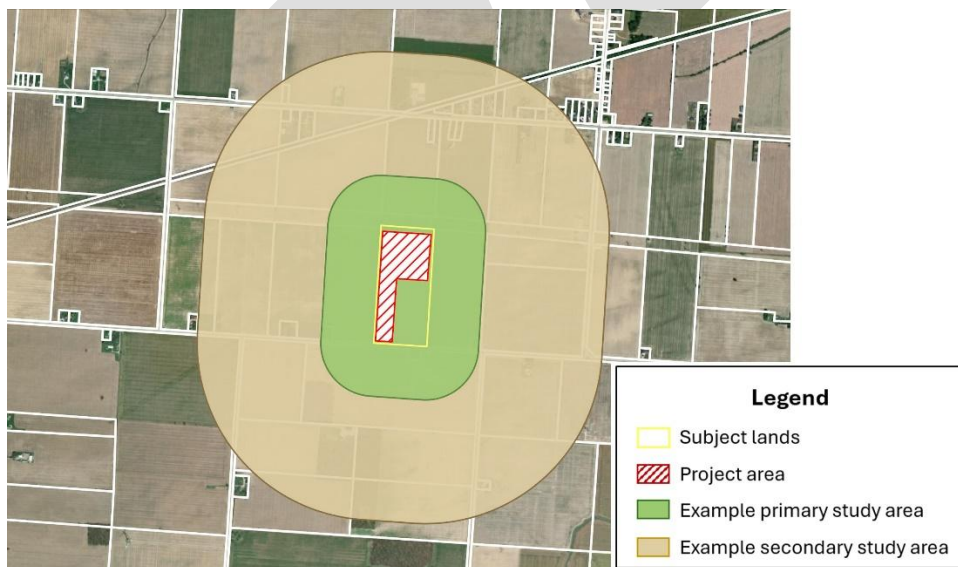 Legend
Subject lands
Project area
Example primary study area
Example secondary study area